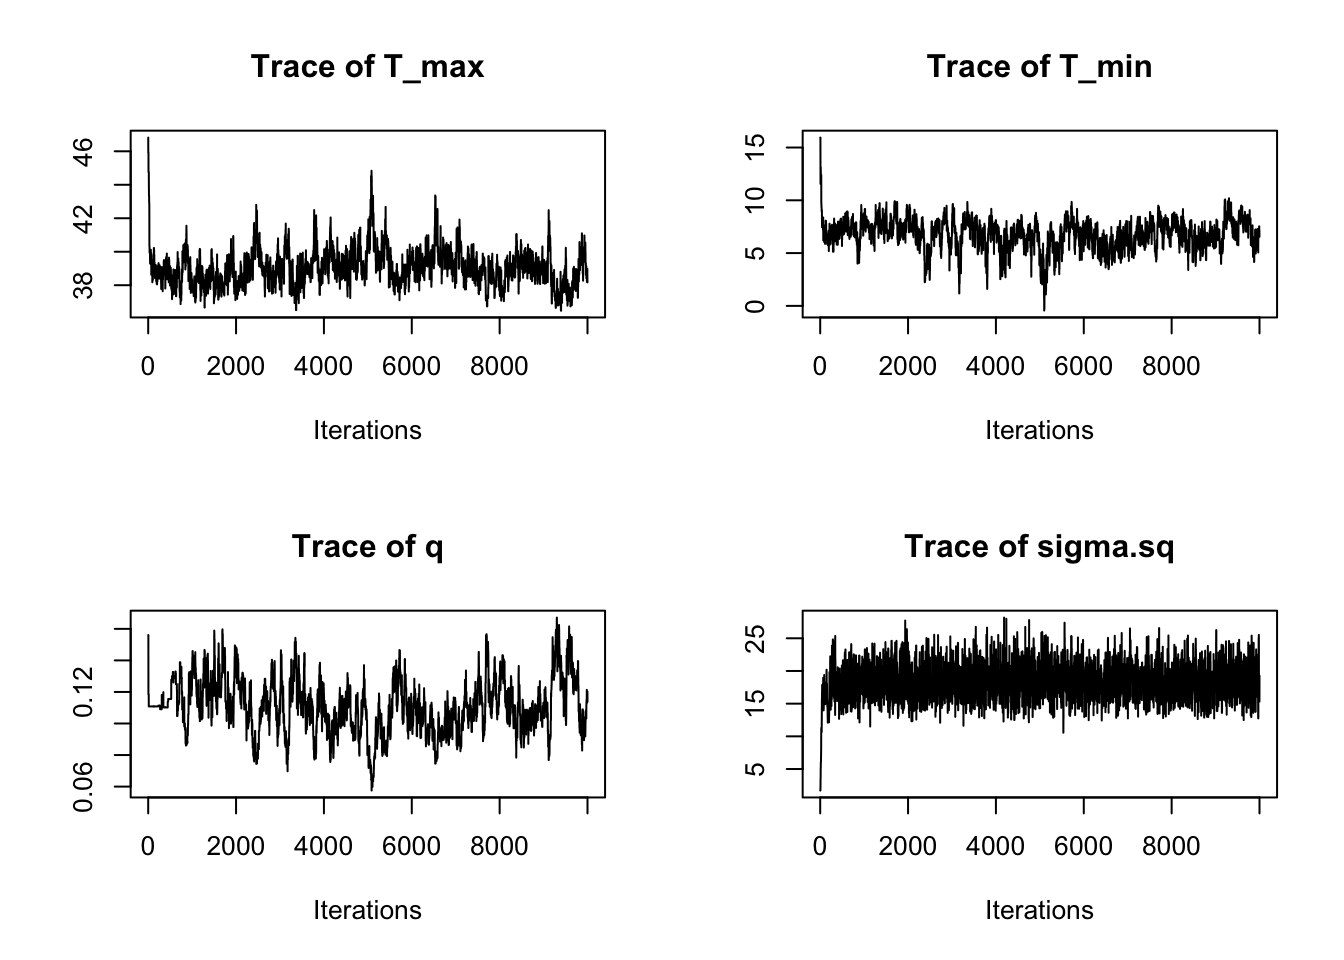 Trace of T_max
46
42
38
0 2000 4000 6000 8000
Iterations
Trace of T_min
15
10
5
0
0 2000 4000 6000 8000
Iterations
Trace of q
0.12
0.06
0 2000 4000 6000 8000
Iterations
Trace of sigma.sq
25
15
5
0 2000 4000 6000 8000
Iterations